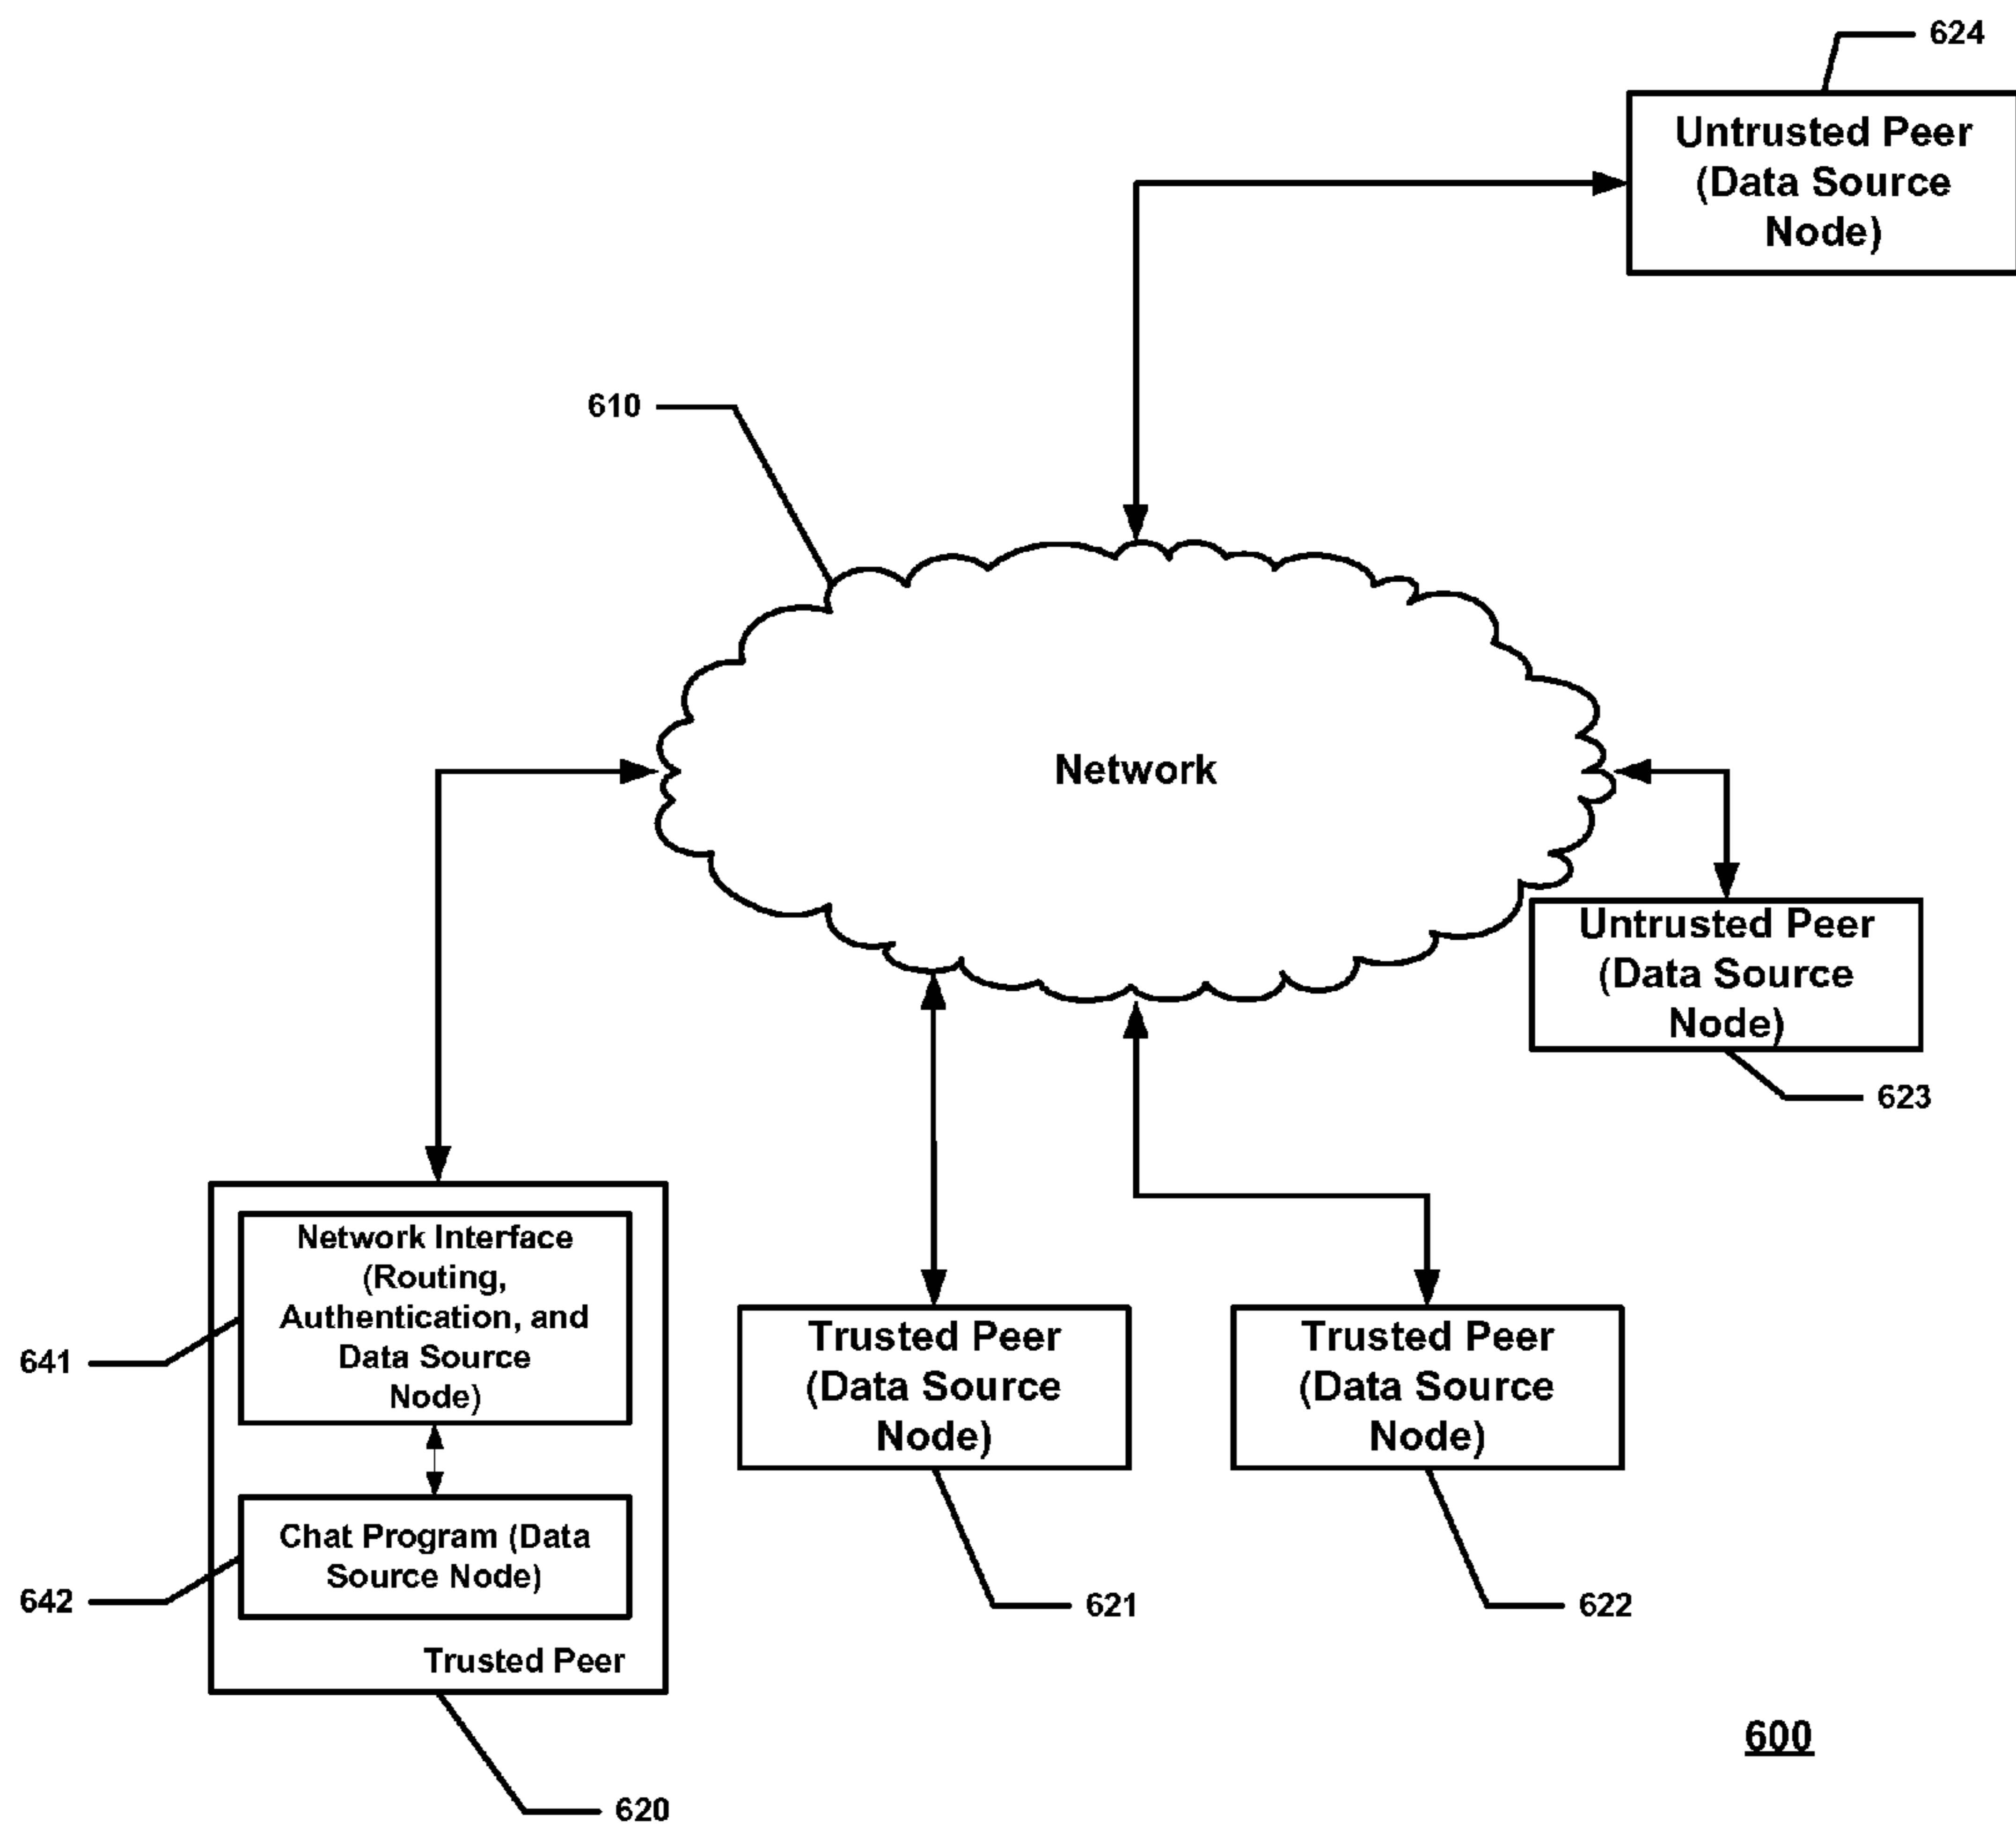 624
Untrusted Peer
(Data Source
Node)
610
Network
Untrusted Peer
(Data Source
Node)
623
Network Interface
(Routing,
Authentication, and
Data Source
Node)
641
Chat Program (Data
Source Node)
642
Trusted Peer
620
Trusted Peer
(Data Source
Node)
621
Trusted Peer
(Data Source
Node)
622
600